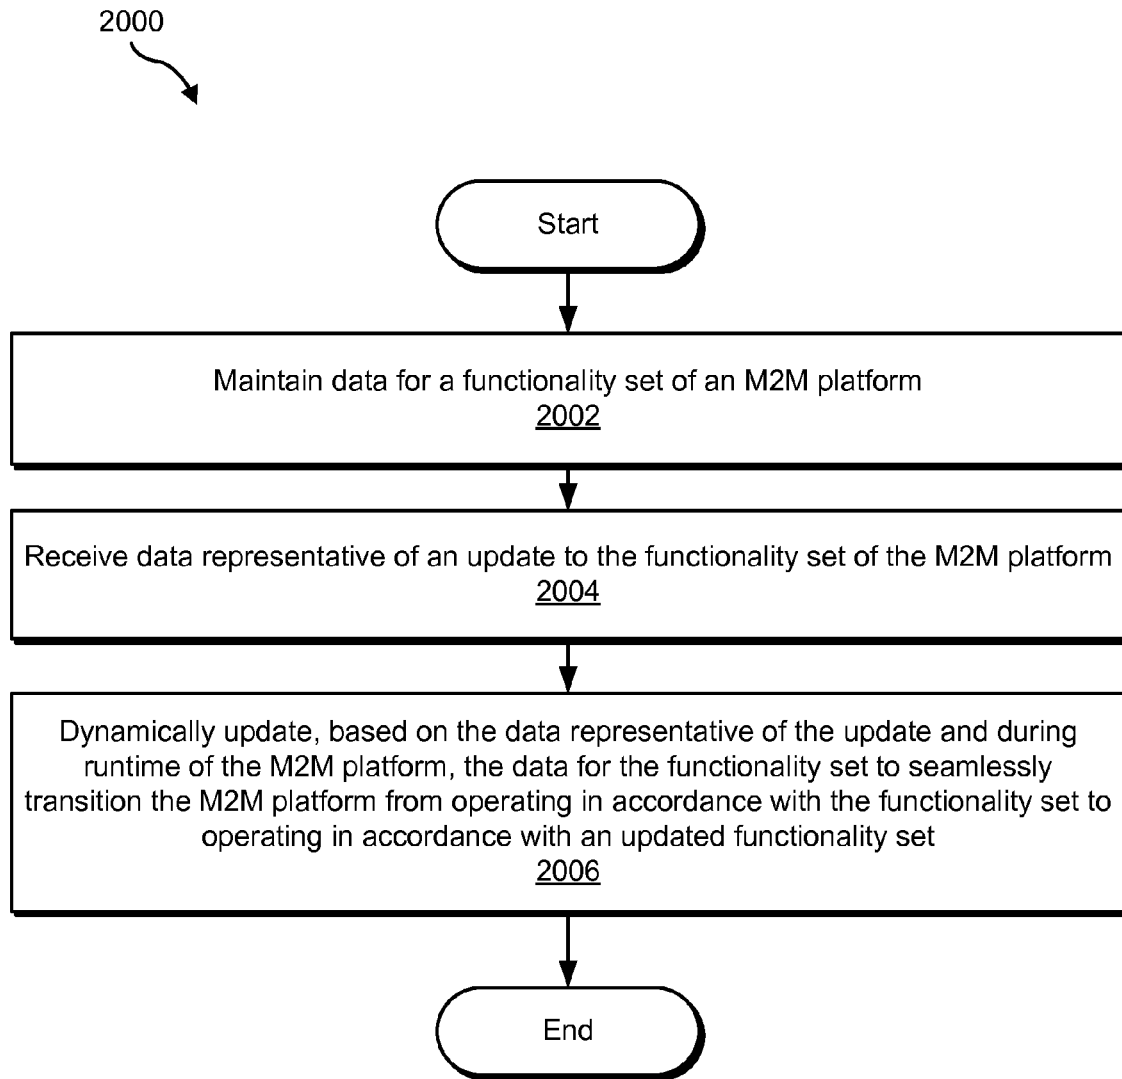 2000
Start
Maintain data for a functionality set of an M2M platform
2002
Receive data representative of an update to the functionality set of the M2M platform
2004
Dynamically update, based on the data representative of the update and during
runtime of the M2M platform, the data for the functionality set to seamlessly
transition the M2M platform from operating in accordance with the functionality set to
operating in accordance with an updated functionality set
2006
End